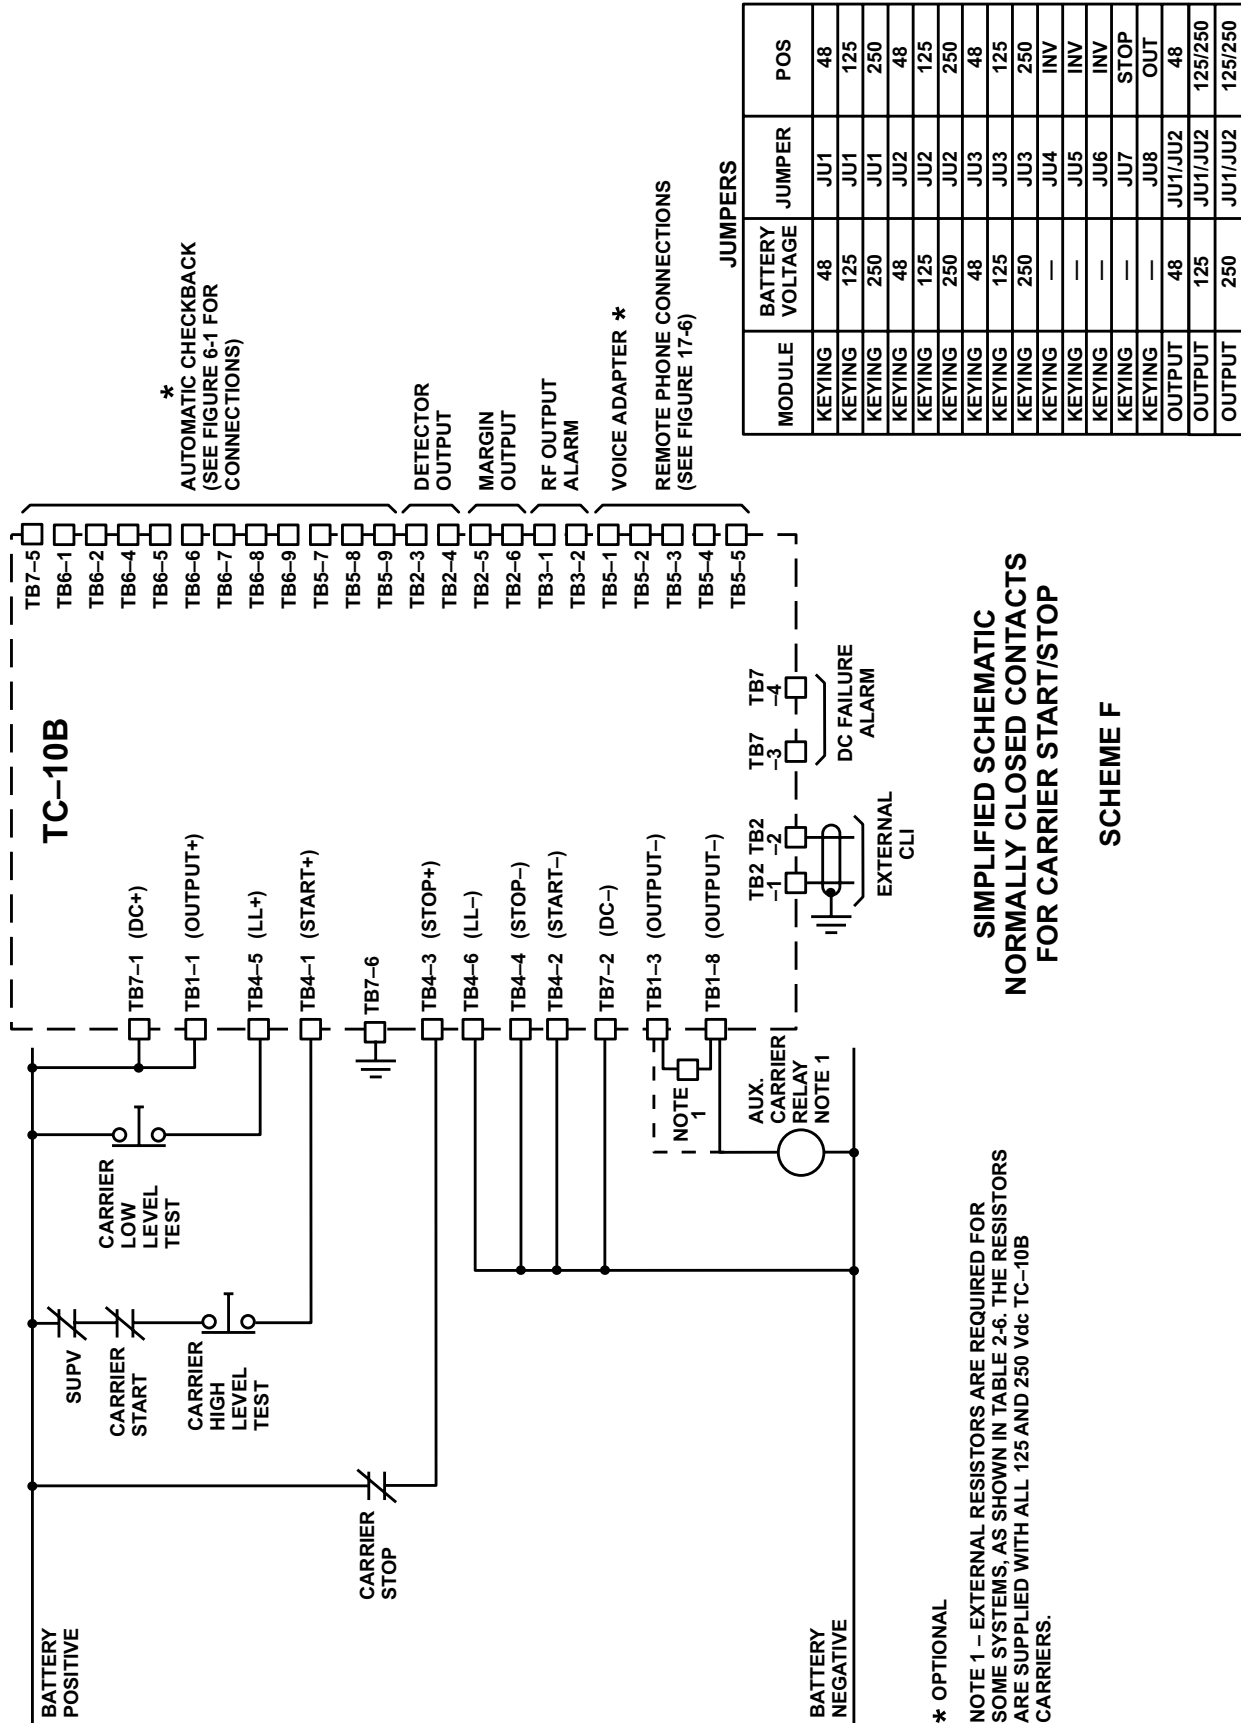 BATTERY
POSITIVE
CARRIER
STOP
SUPV
CARRIER
START
CARRIER
HIGH
LEVEL
TEST
CARRIER
LOW
LEVEL
TEST
BATTERY
NEGATIVE
AUX.
CARRIER
RELAY
NOTE 1
NOTE
1
TC–10B
TB7–1 (DC+)
TB1–1 (OUTPUT+)
TB4–5 (LL+)
TB4–1 (START+)
TB7–6
TB4–3 (STOP+)
TB4–6 (LL–)
TB4–4 (STOP–)
TB4–2 (START–)
TB7–2 (DC–)
TB1–3 (OUTPUT–)
TB1–8 (OUTPUT–)
TB2
–1
TB2
–2
EXTERNAL
CLI
TB7
–3
TB7
–4
DC FAILURE
ALARM
TB7–5
TB6–1
TB6–2
TB6–4
TB6–5
TB6–6
TB6–7
TB6–8
TB6–9
TB5–7
TB5–8
TB5–9
TB2–3
TB2–4
TB2–5
TB2–6
TB3–1
TB3–2
TB5–1
TB5–2
TB5–3
TB5–4
TB5–5
*
AUTOMATIC CHECKBACK
(SEE FIGURE 6-1 FOR
CONNECTIONS)
DETECTOR
OUTPUT
MARGIN
OUTPUT
RF OUTPUT
ALARM
VOICE ADAPTER *
REMOTE PHONE CONNECTIONS
(SEE FIGURE 17-6)
JUMPERS
MODULE BATTERY VOLTAGE JUMPER POS
KEYING 48 JU1 48
KEYING 125 JU1 125
KEYING 250 JU1 250
KEYING 48 JU2 48
KEYING 125 JU2 125
KEYING 250 JU2 250
KEYING 48 JU3 48
KEYING 125 JU3 125
KEYING 250 JU3 250
KEYING — JU4 INV
KEYING — JU5 INV
KEYING — JU6 INV
KEYING — JU7 STOP
KEYING — JU8 OUT
OUTPUT 48 JU1/JU2 48
OUTPUT 125 JU1/JU2 125/250
OUTPUT 250 JU1/JU2 125/250
* OPTIONAL
NOTE 1 – EXTERNAL RESISTORS ARE REQUIRED FOR
SOME SYSTEMS, AS SHOWN IN TABLE 2-6. THE RESISTORS
ARE SUPPLIED WITH ALL 125 AND 250 Vdc TC–10B
CARRIERS.
SIMPLIFIED SCHEMATIC
NORMALLY CLOSED CONTACTS
FOR CARRIER START/STOP
SCHEME F